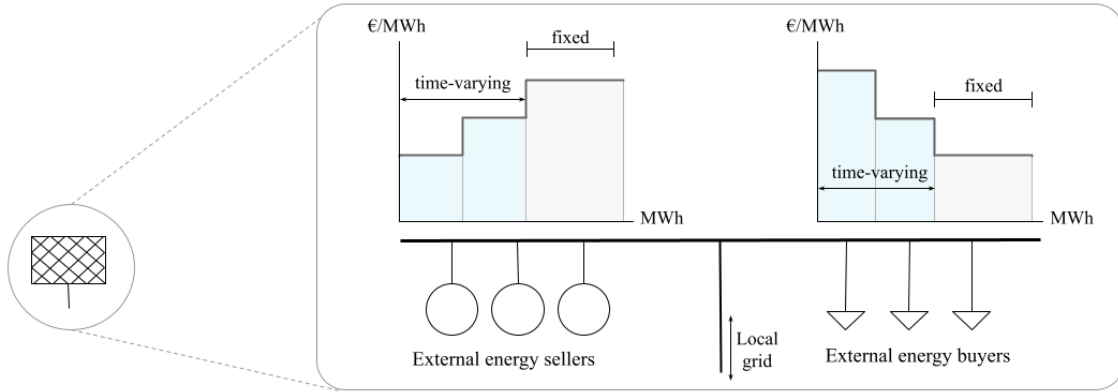 €/MWh
fixed
time-varying
MWh
€/MWh
fixed
time-varying
MWh
External energy sellers
Local
grid
External energy buyers